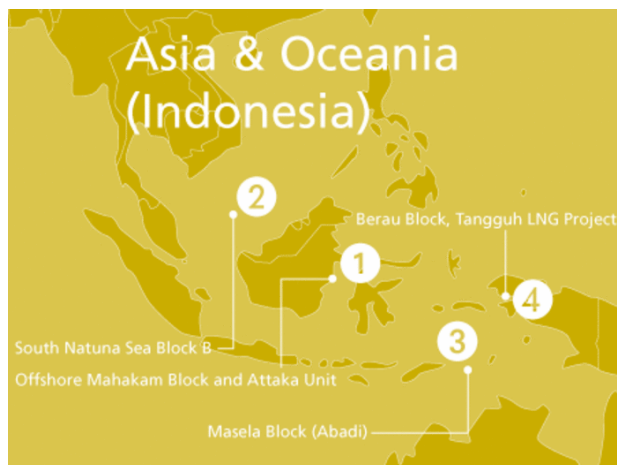 Asia & Oceania
(Indonesia)
2
Berau Block, Tangguh LNG Project
1
4
3
South Natuna Sea Block B
Offshore Mahakam Block and Attaka Unit
Masela Block (Abadi)